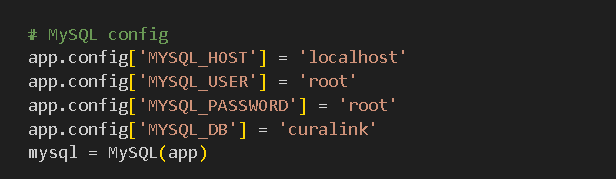 # MySQL config
app.config['MYSQL_HOST'] = 'localhost'
app.config['MYSQL_USER'] = 'root'
app.config['MYSQL_PASSWORD'] = 'root'
app.config['MYSQL_DB'] = 'curalink'
mysql = MySQL(app)